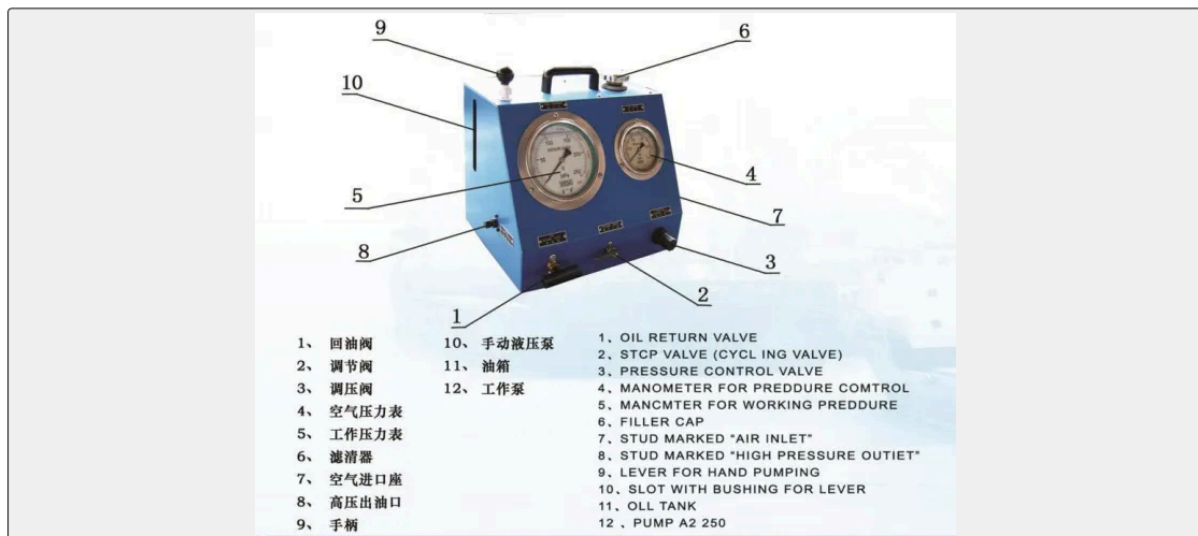 9
6
10
5
4
7
8
3
2
1
1、 回油阀
2、 调节阀
3、 调压阀
4、 空气压力表
5、 工作压力表
6、 滤清器
7、 空气进口座
8、 高压出油口
9、 手柄
10、 手动液压泵
11、 油箱
12、 工作泵
1、OIL RETURN VALVE
2、STCP VALVE (CYCL ING VALVE)
3、PRESSURE CONTROL VALVE
4、MANOMETER FOR PREDDURE COMTROL
5、MANCMTER FOR WORKING PREDDURE
6、FILLER CAP
7、STUD MARKED "AIR INLET"
8、STUD MARKED "HIGH PRESSURE OUTIET"
9、LEVER FOR HAND PUMPING
10、SLOT WITH BUSHING FOR LEVER
11、OLL TANK
12 、PUMP A2 250